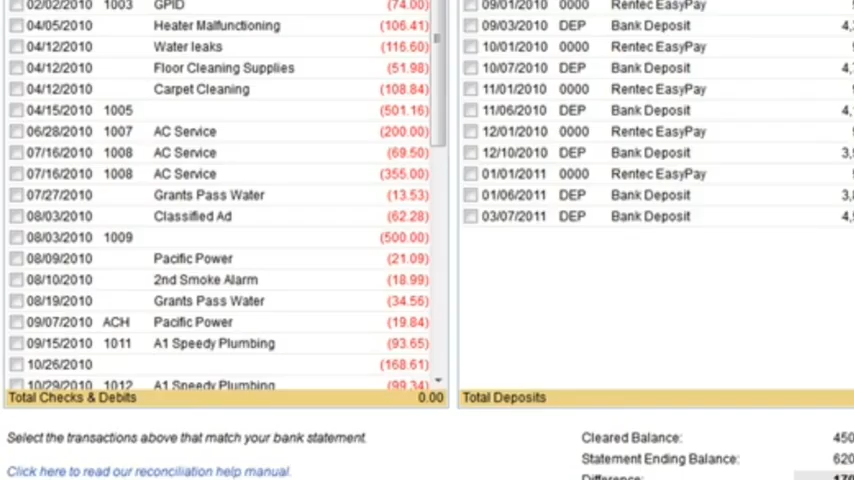 02/02/2010 1003 GPID (74.00)
04/05/2010 Heater Malfunctioning (106.41)
04/12/2010 Water leaks (116.60)
04/12/2010 Floor Cleaning Supplies (51.98)
04/12/2010 Carpet Cleaning (108.84)
04/15/2010 1005 (501.16)
06/28/2010 1007 AC Service (200.00)
07/16/2010 1008 AC Service (69.50)
07/16/2010 1008 AC Service (355.00)
07/27/2010 Grants Pass Water (13.53)
08/03/2010 Classified Ad (62.28)
08/03/2010 1009 (500.00)
08/09/2010 Pacific Power (21.09)
08/10/2010 2nd Smoke Alarm (18.99)
08/19/2010 Grants Pass Water (34.56)
09/07/2010 ACH Pacific Power (19.84)
09/15/2010 1011 A1 Speedy Plumbing (93.65)
10/26/2010 (168.61)
10/29/2010 1012 A1 Speedy Plumbing (99.34)
Total Checks & Debits 0.00
09/01/2010 0000 Rentec EasyPay
09/03/2010 DEP Bank Deposit 4,
10/01/2010 0000 Rentec EasyPay
10/07/2010 DEP Bank Deposit 4,
11/01/2010 0000 Rentec EasyPay
11/06/2010 DEP Bank Deposit 4,
12/01/2010 0000 Rentec EasyPay
12/10/2010 DEP Bank Deposit 3,
01/01/2011 0000 Rentec EasyPay
01/06/2011 DEP Bank Deposit 3,
03/07/2011 DEP Bank Deposit 4,
Total Deposits
Select the transactions above that match your bank statement.
Click here to read our reconciliation help manual.
Cleared Balance: 450
Statement Ending Balance: 620
Difference: 170